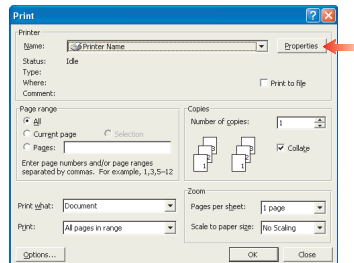 Print
Printer
Name: Printer Name Properties
Status: Idle
Type:
Where: Print to file
Comment:
Page range
All
Current page Selection
Pages:
Enter page numbers and/or page ranges
separated by commas. For example, 1,3,5–12
Copies
Number of copies: 1
Collate
Print what: Document
Print: All pages in range
Zoom
Pages per sheet: 1 page
Scale to paper size: No Scaling
Options... OK Close